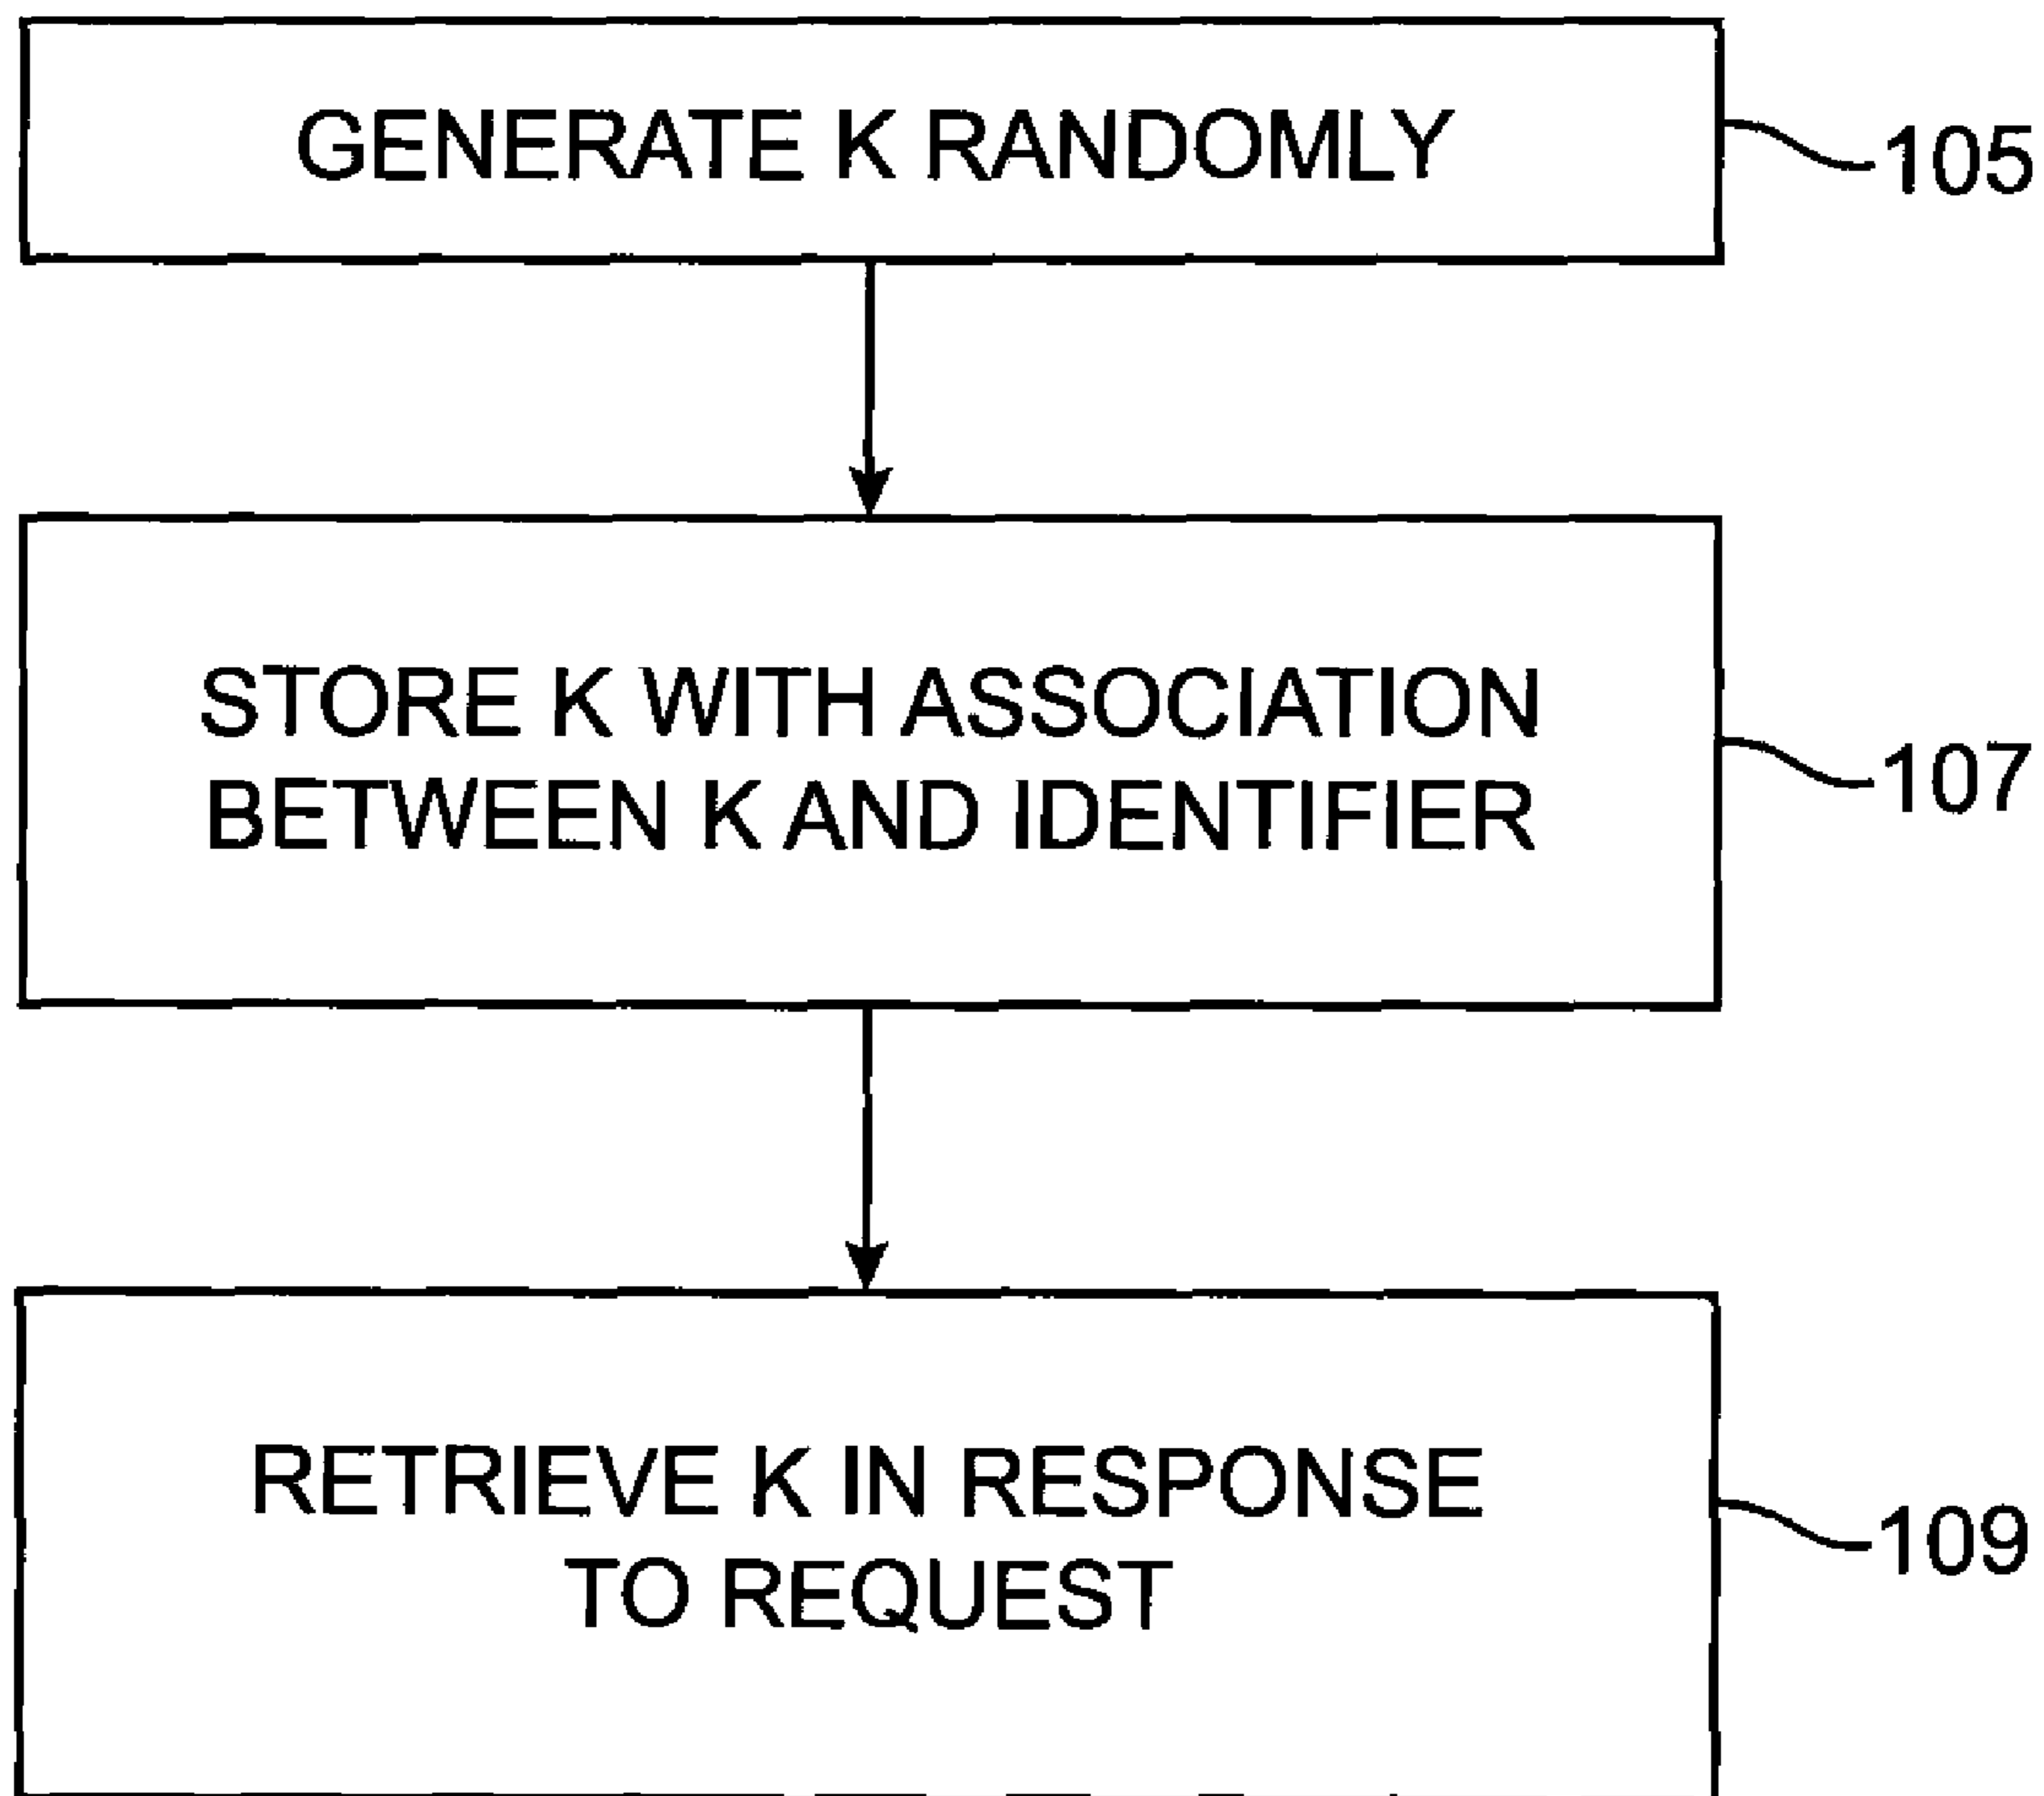 GENERATE K RANDOMLY
105
STORE K WITH ASSOCIATION
BETWEEN K AND IDENTIFIER
107
RETRIEVE K IN RESPONSE
TO REQUEST
109